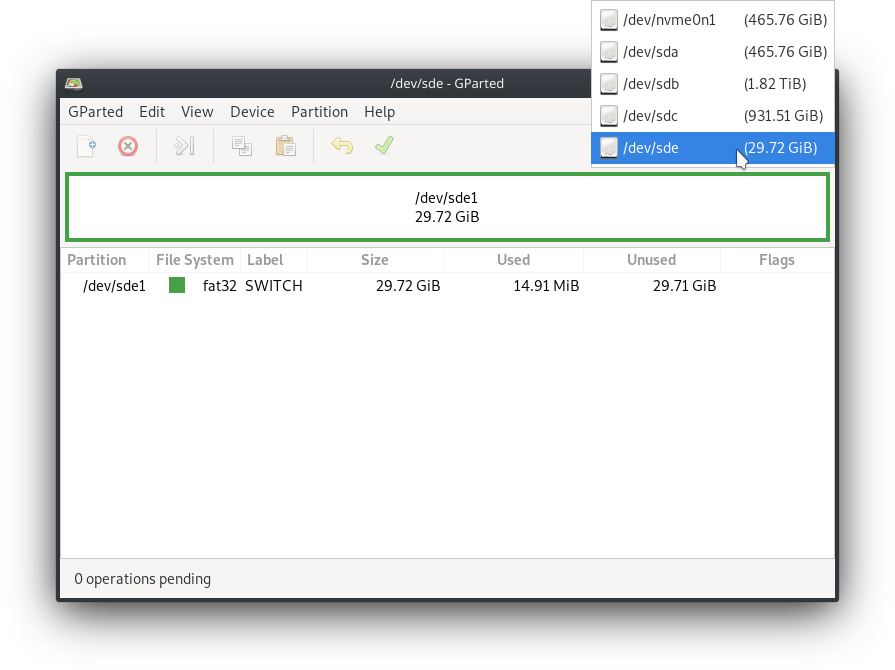 /dev/nvme0n1 (465.76 GiB)
/dev/sda (465.76 GiB)
/dev/sdb (1.82 TiB)
/dev/sdc (931.51 GiB)
/dev/sde (29.72 GiB)
/dev/sde - GParted
GParted Edit View Device Partition Help
/dev/sde1
29.72 GiB
Partition File System Label Size Used Unused Flags
/dev/sde1 fat32 SWITCH 29.72 GiB 14.91 MiB 29.71 GiB
0 operations pending